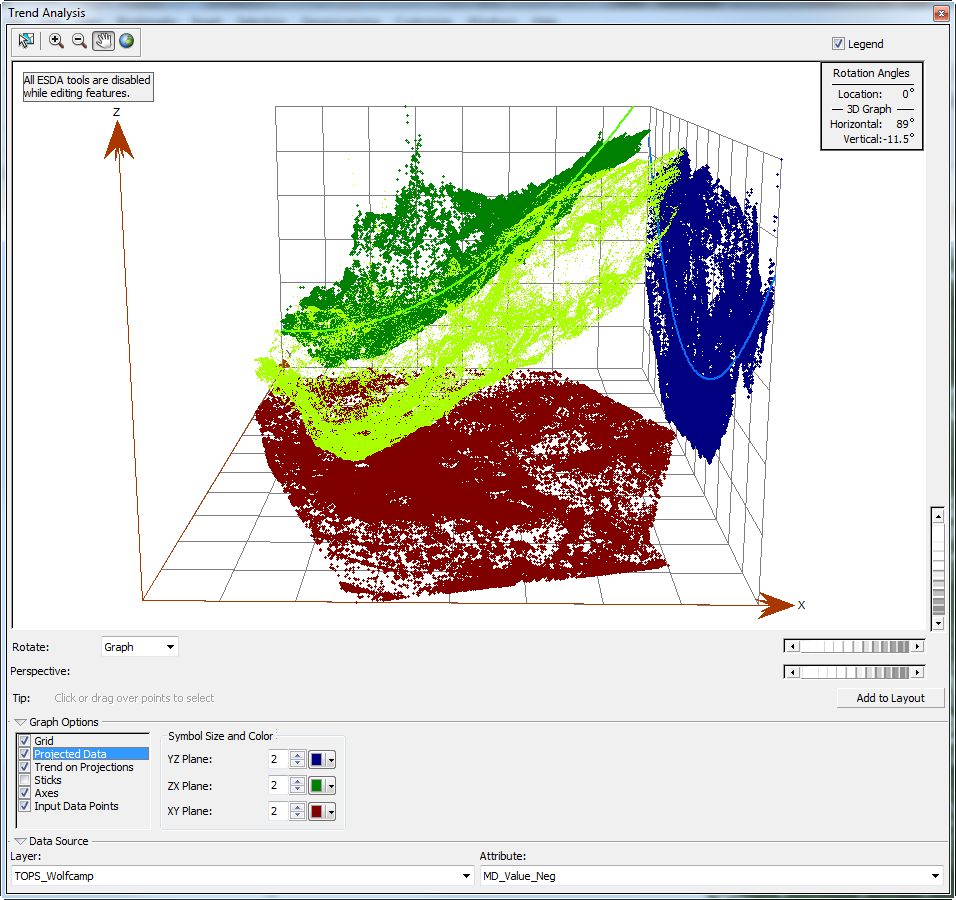 Trend Analysis
Legend
All ESDA tools are disabled
while editing features.
Rotation Angles
Location: 0°
3D Graph
Horizontal: 89°
Vertical:-11.5°
Z
X
Rotate: Graph
Perspective:
Tip: Click or drag over points to select
Add to Layout
Graph Options
Grid
Projected Data
Trend on Projections
Sticks
Axes
Input Data Points
Symbol Size and Color
YZ Plane: 2
ZX Plane: 2
XY Plane: 2
Data Source
Layer: Attribute:
TOPS_Wolfcamp MD_Value_Neg